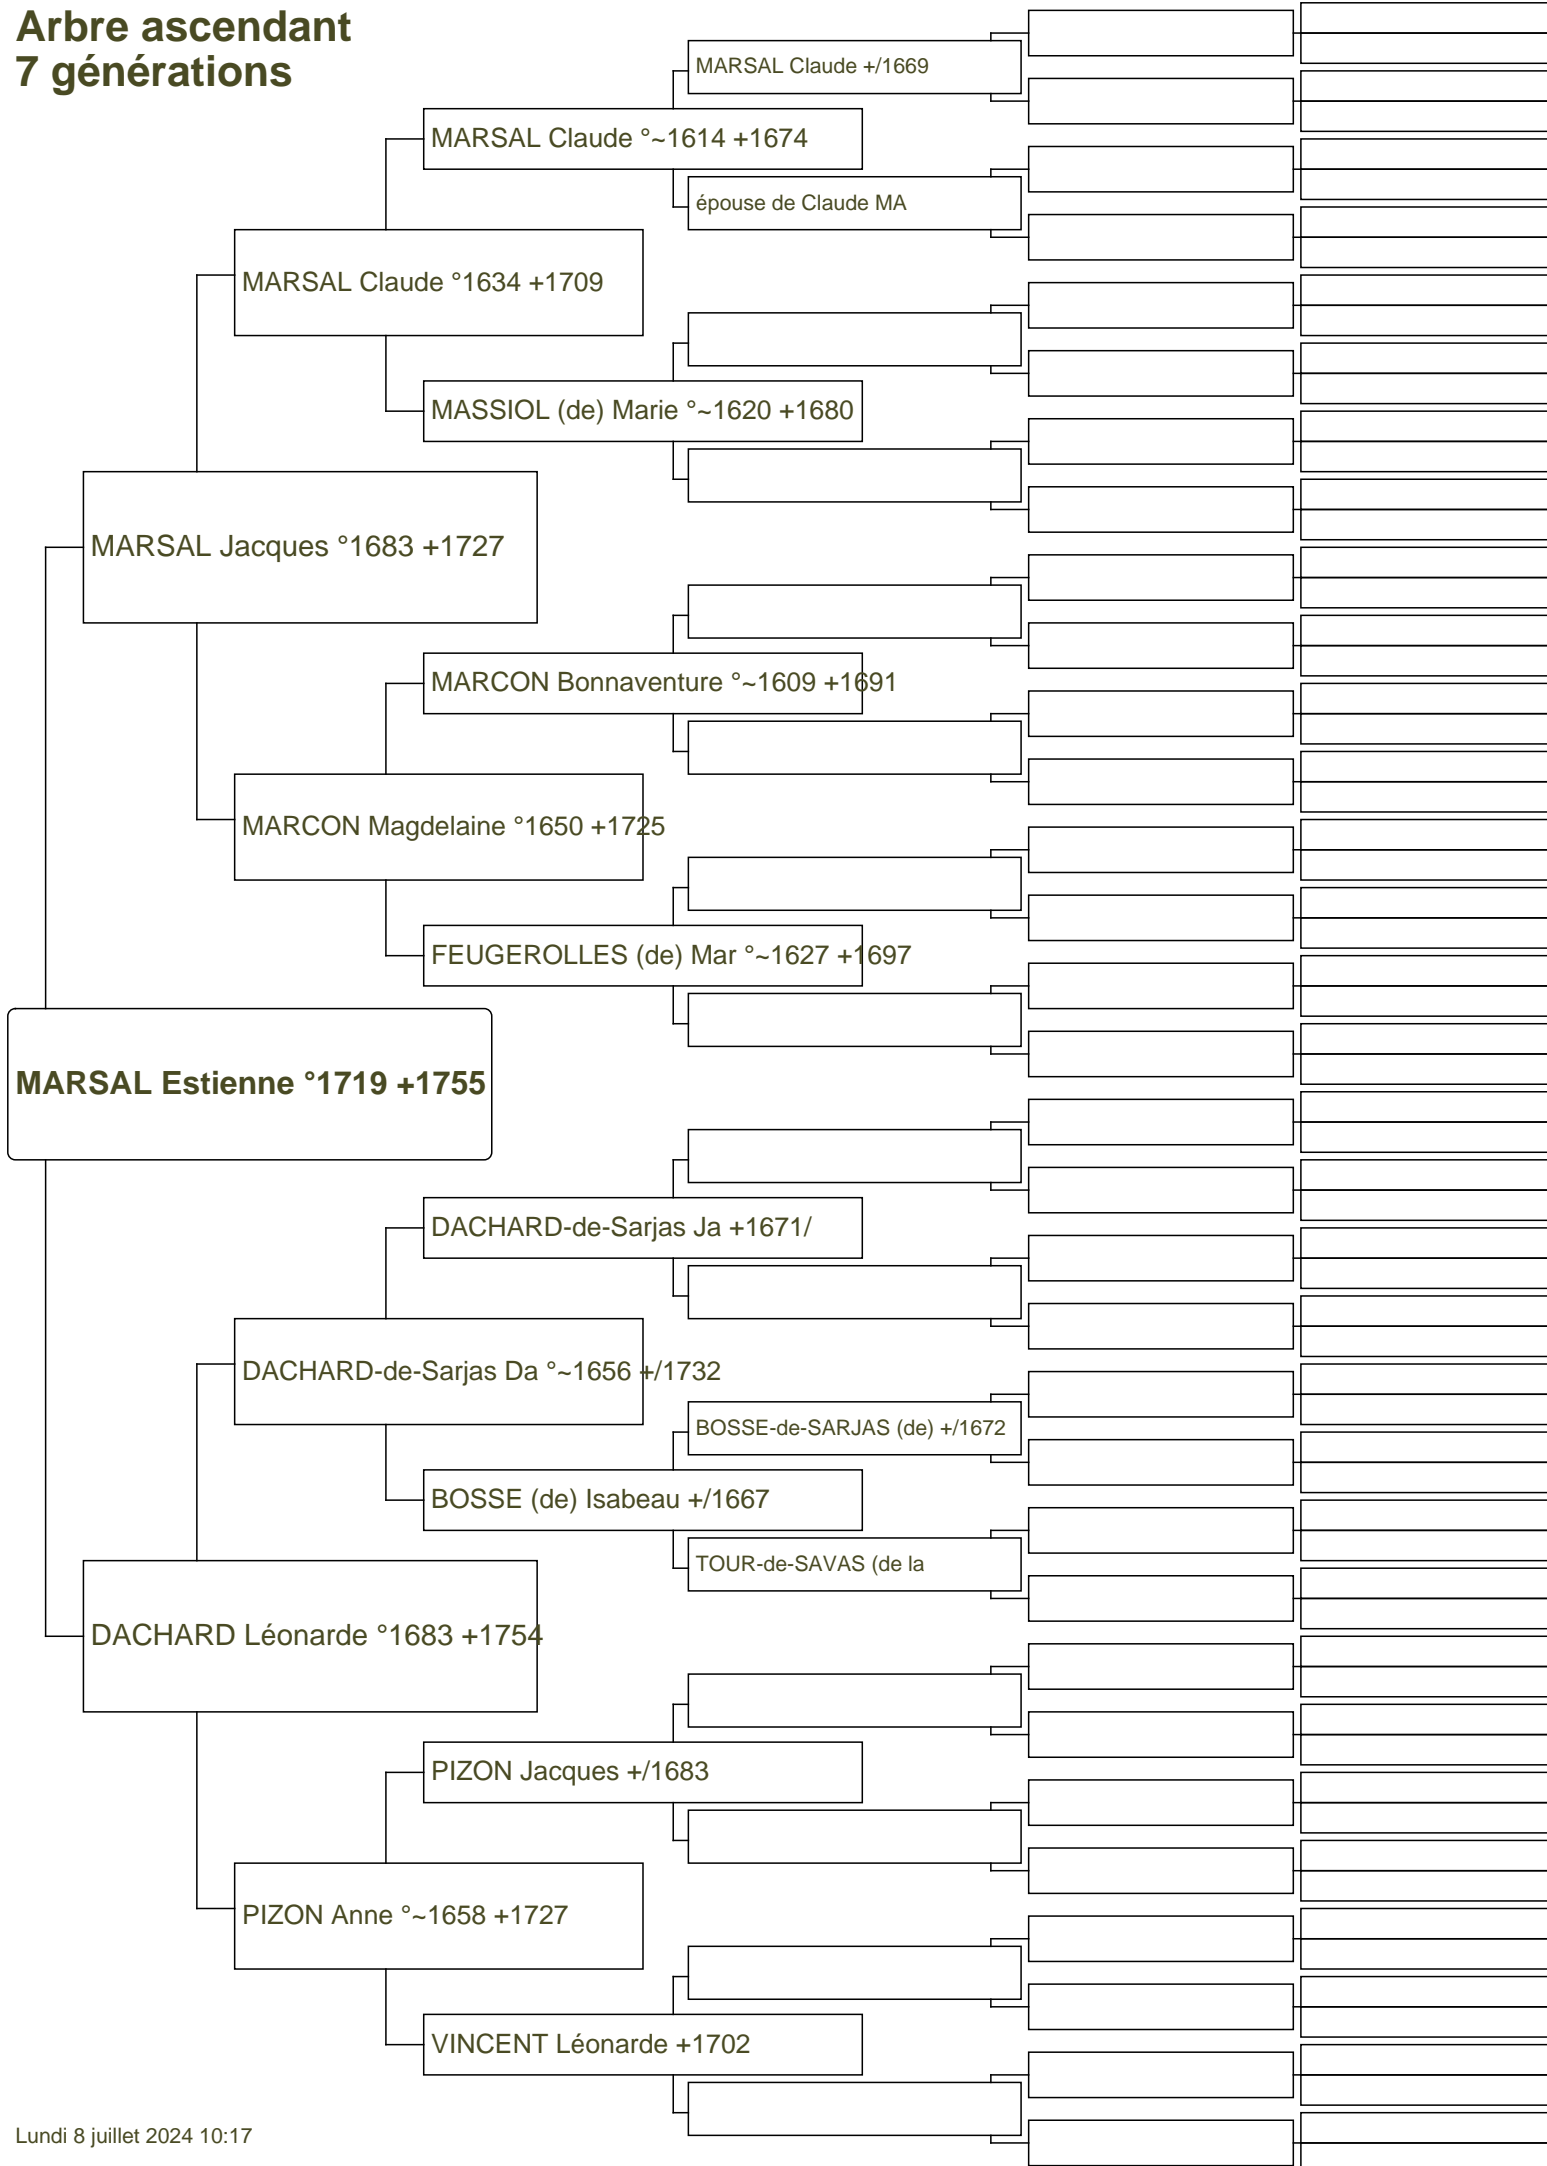 Arbre ascendant
7 générations
MARSAL Claude +/1669
MARSAL Claude °~1614 +1674
épouse de Claude MA
MARSAL Claude °1634 +1709
MASSIOL (de) Marie °~1620 +1680
MARSAL Jacques °1683 +1727
MARCON Bonnaventure °~1609 +1691
MARCON Magdelaine °1650 +1725
FEUGEROLLES (de) Mar °~1627 +1697
MARSAL Estienne °1719 +1755
DACHARD-de-Sarjas Ja +1671/
DACHARD-de-Sarjas Da °~1656 +/1732
BOSSE-de-SARJAS (de) +/1672
BOSSE (de) Isabeau +/1667
TOUR-de-SAVAS (de la
DACHARD Léonarde °1683 +1754
PIZON Jacques +/1683
PIZON Anne °~1658 +1727
VINCENT Léonarde +1702
Lundi 8 juillet 2024 10:17